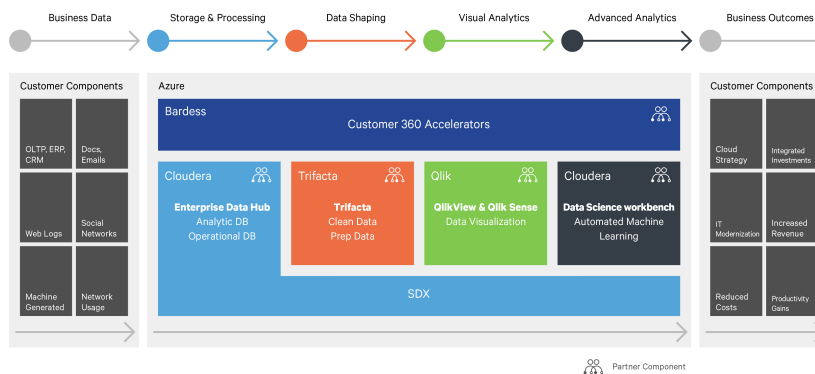 Business Data
Storage & Processing
Data Shaping
Visual Analytics
Advanced Analytics
Business Outcomes
Customer Components
OLTP, ERP,
CRM
Docs,
Emails
Web Logs
Social
Networks
Machine
Generated
Network
Usage
Azure
Bardess
Customer 360 Accelerators
Cloudera
Enterprise Data Hub
Analytic DB
Operational DB
Trifacta
Trifacta
Clean Data
Prep Data
Qlik
QlikView & Qlik Sense
Data Visualization
Cloudera
Data Science workbench
Automated Machine
Learning
SDX
Customer Components
Cloud
Strategy
Integrated
Investments
IT
Modernization
Increased
Revenue
Reduced
Costs
Productivity
Gains
Partner Component